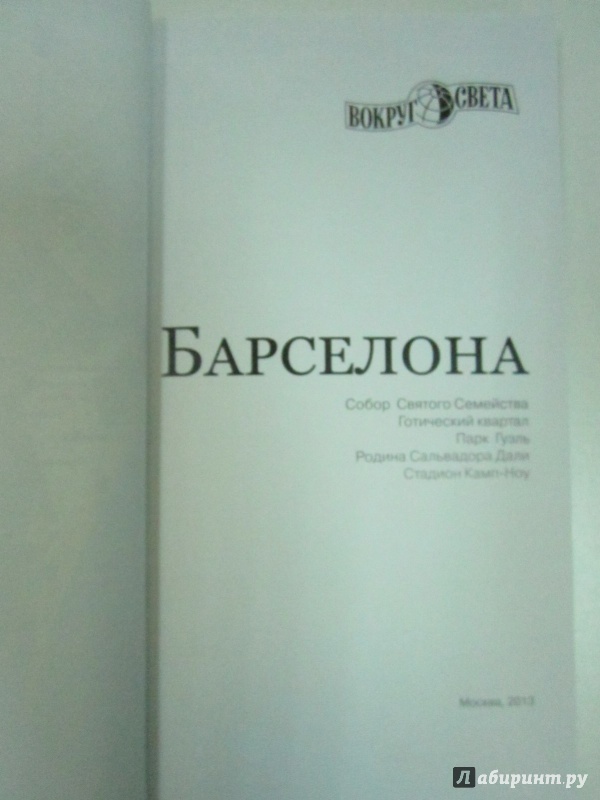 ВОКРУГ СВЕТА
БАРСЕЛОНА
Собор Святого Семейства
Готический квартал
Парк Гуэль
Родина Сальвадора Дали
Стадион Камп-Ноу
Москва, 2013
Лабиринт.ру